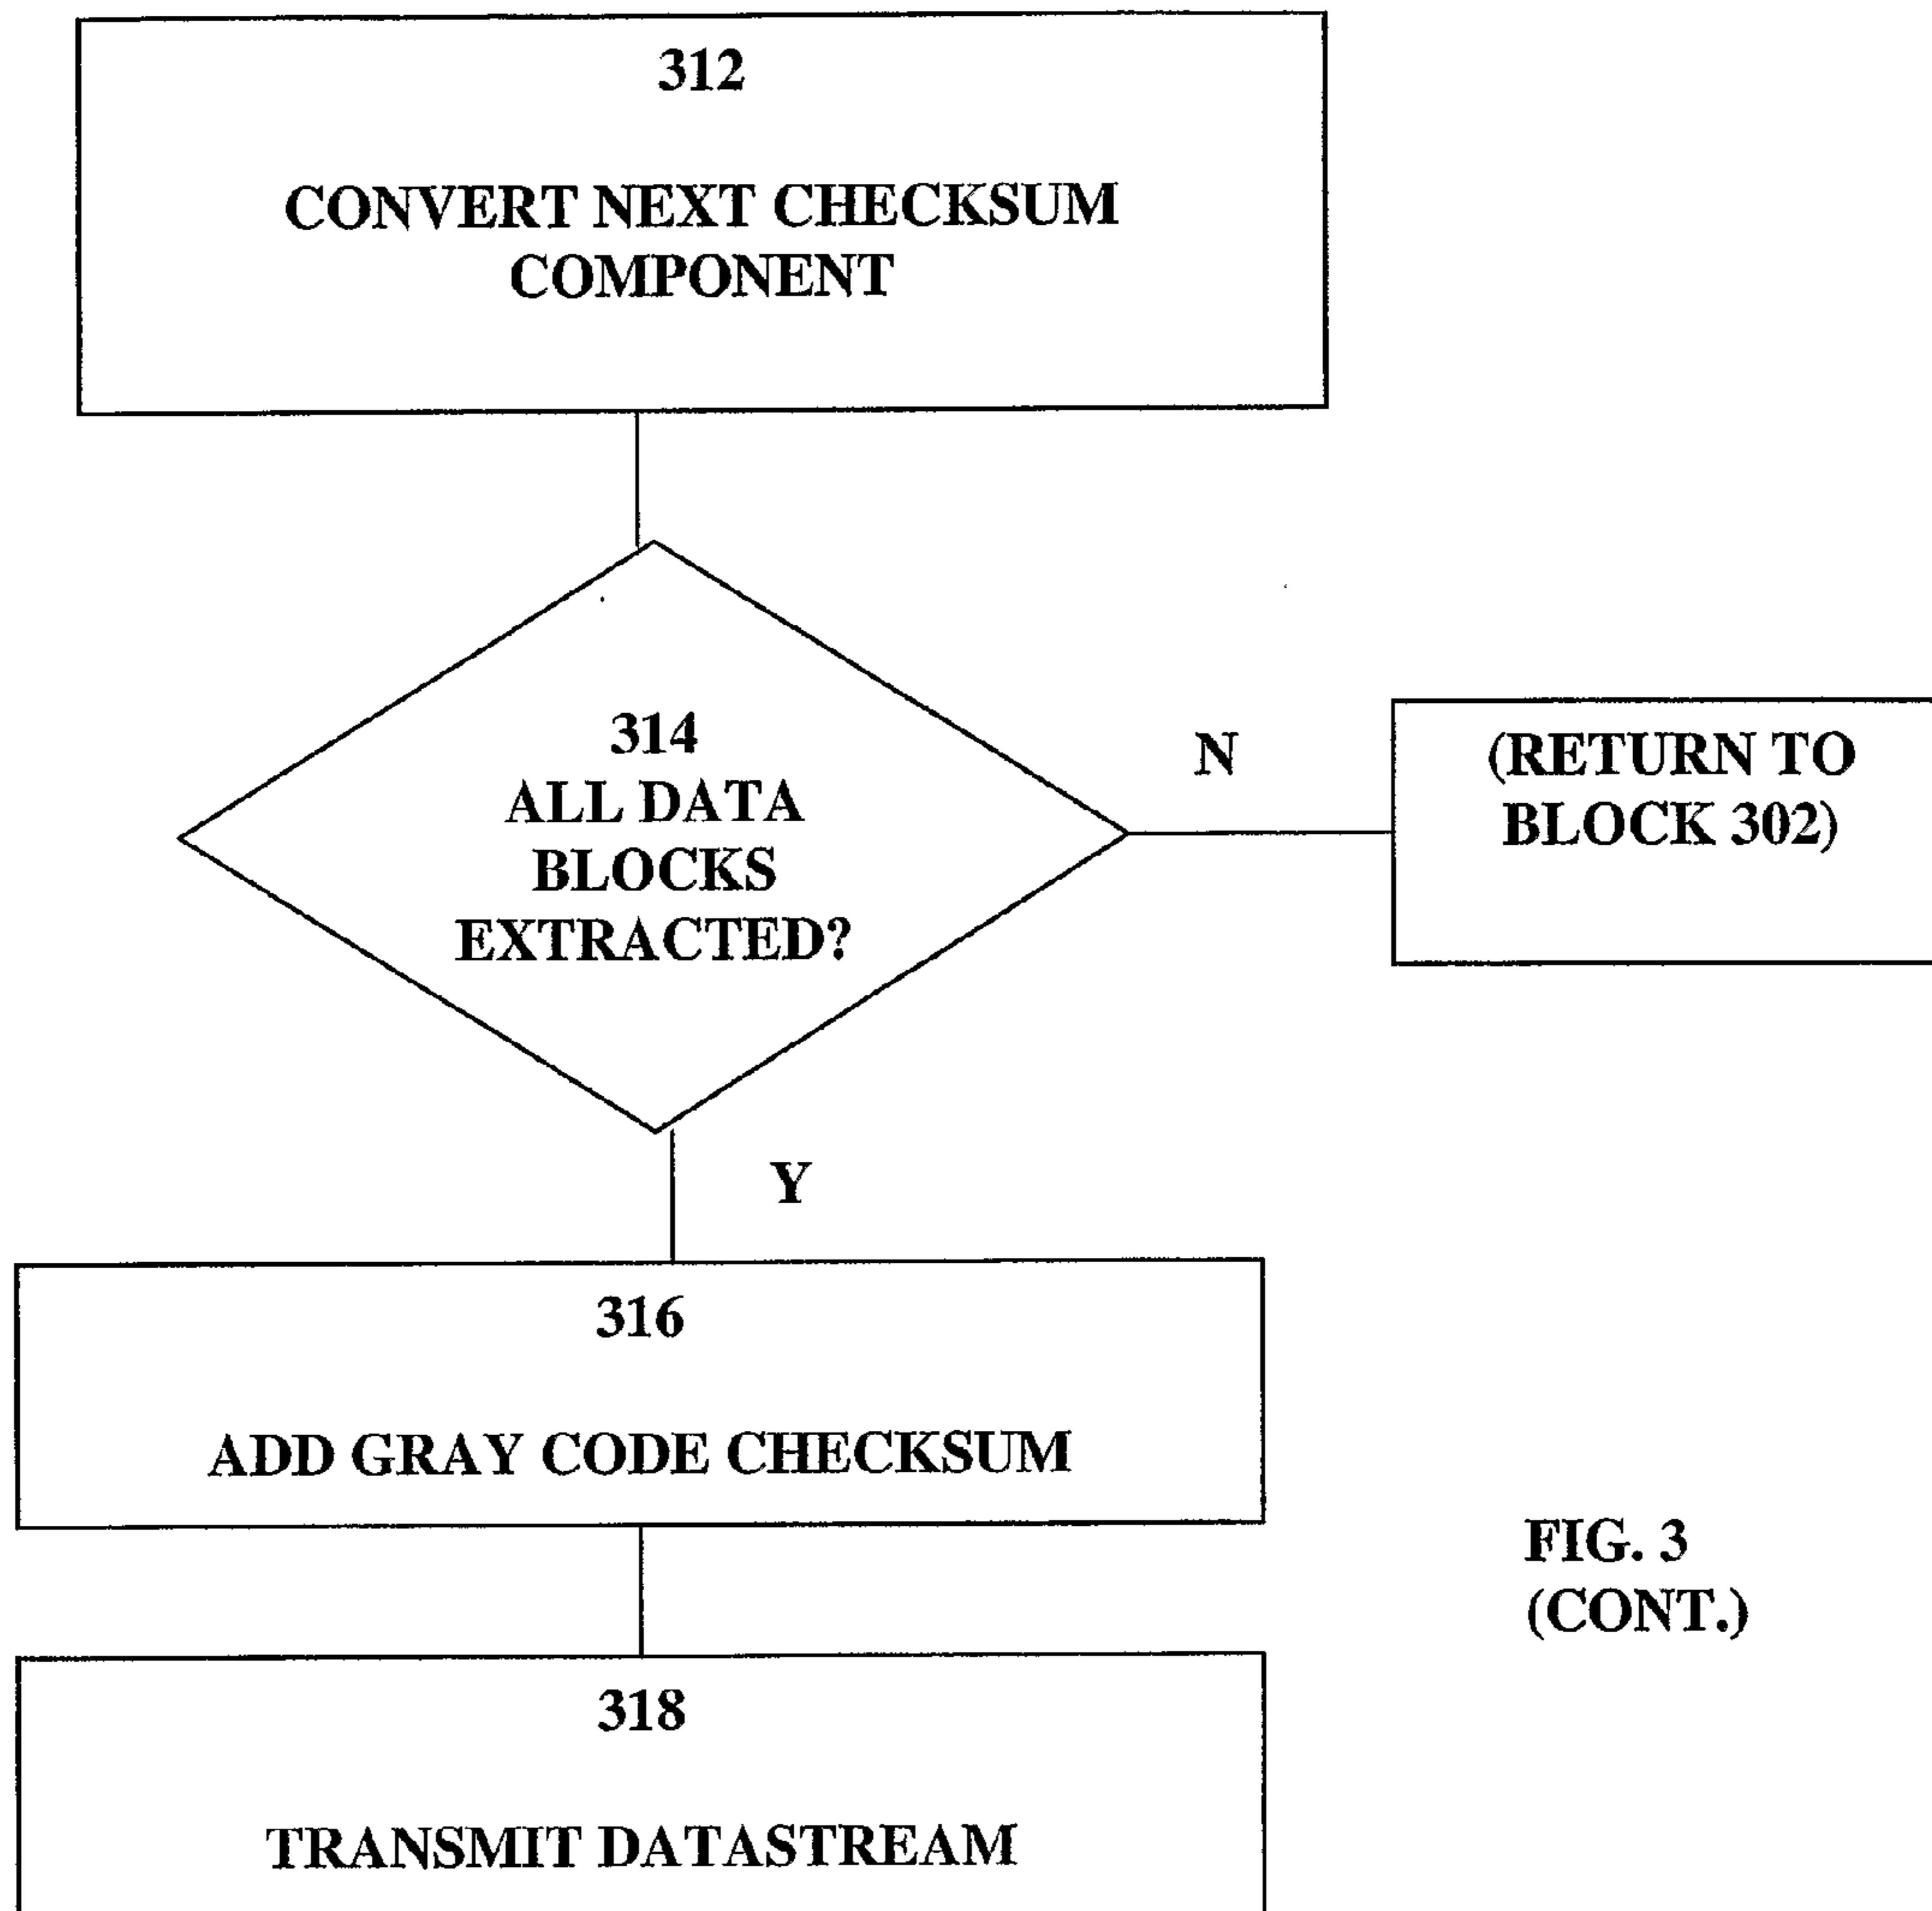 312
CONVERT NEXT CHECKSUM
COMPONENT
314
ALL DATA
BLOCKS
EXTRACTED?
N
(RETURN TO
BLOCK 302)
Y
316
ADD GRAY CODE CHECKSUM
FIG. 3
(CONT.)
318
TRANSMIT DATASTREAM